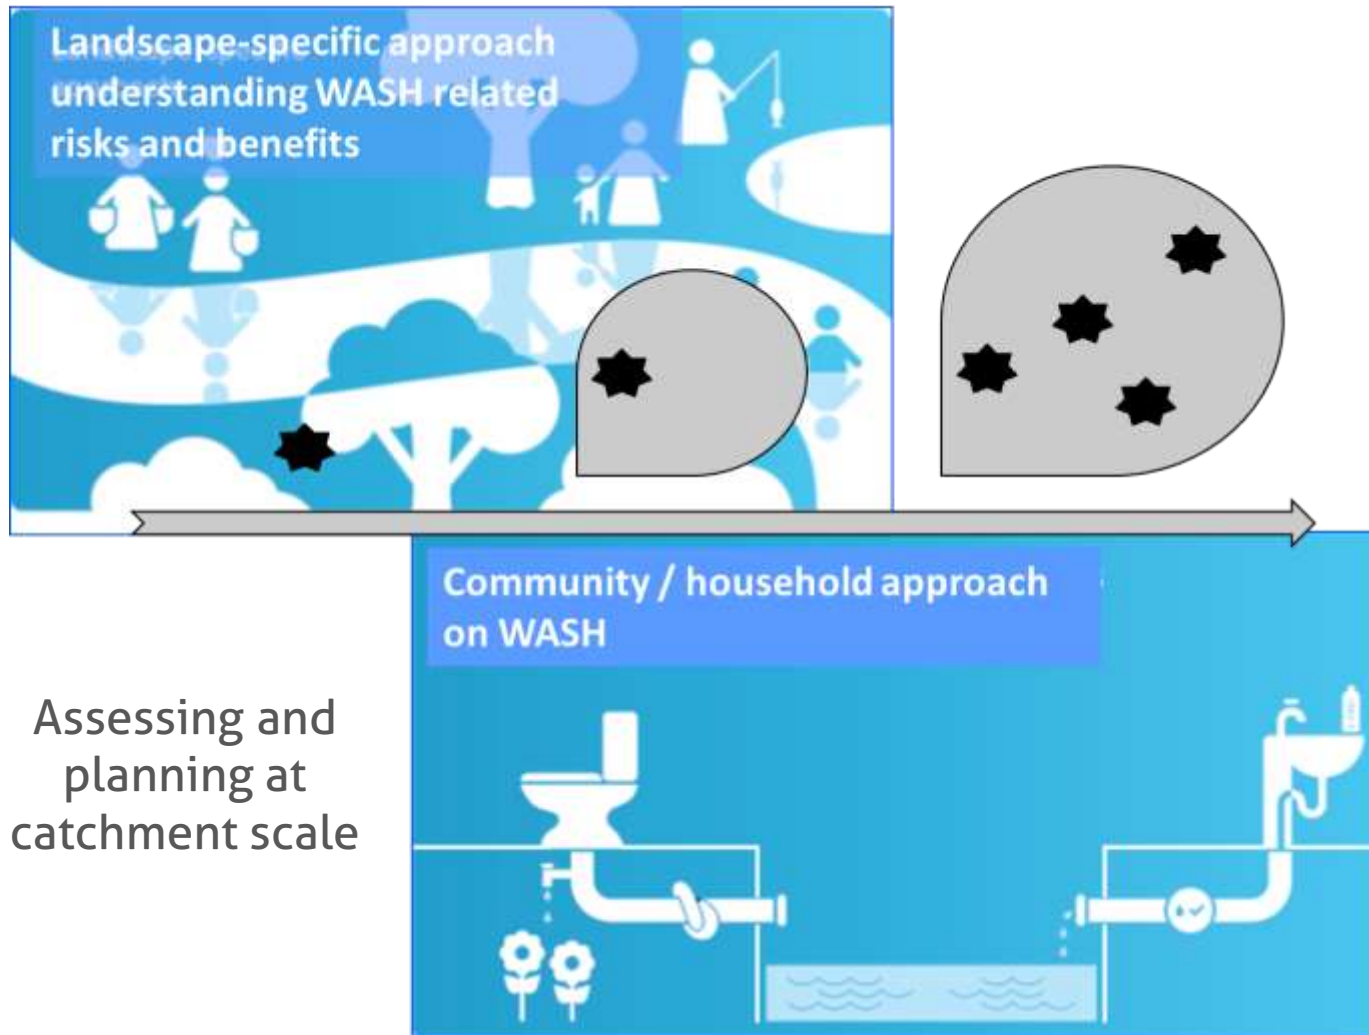 Landscape-specific approach
understanding WASH related
risks and benefits
Community / household approach
on WASH
Assessing and
planning at
catchment scale